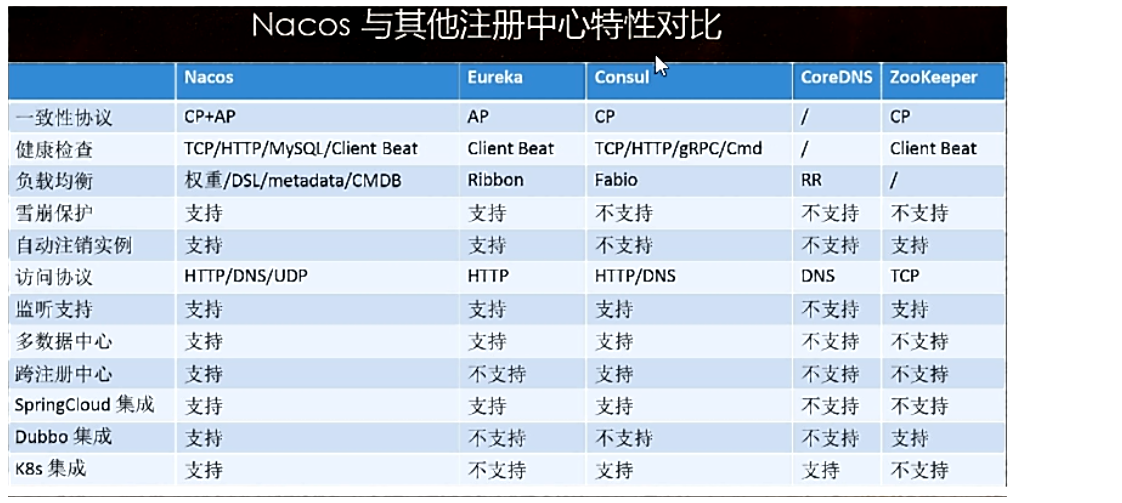 Nacos 与其他注册中心特性对比
Nacos Eureka Consul CoreDNS ZooKeeper
一致性协议 CP+AP AP CP / CP
健康检查 TCP/HTTP/MySQL/Client Beat Client Beat TCP/HTTP/gRPC/Cmd / Client Beat
负载均衡 权重/DSL/metadata/CMDB Ribbon Fabio RR /
雪崩保护 支持 支持 不支持 不支持 不支持
自动注销实例 支持 支持 不支持 不支持 支持
访问协议 HTTP/DNS/UDP HTTP HTTP/DNS DNS TCP
监听支持 支持 支持 支持 不支持 支持
多数据中心 支持 支持 支持 不支持 不支持
跨注册中心 支持 不支持 支持 不支持 不支持
SpringCloud 集成 支持 支持 支持 不支持 不支持
Dubbo 集成 支持 不支持 不支持 不支持 支持
K8s 集成 支持 不支持 支持 支持 不支持